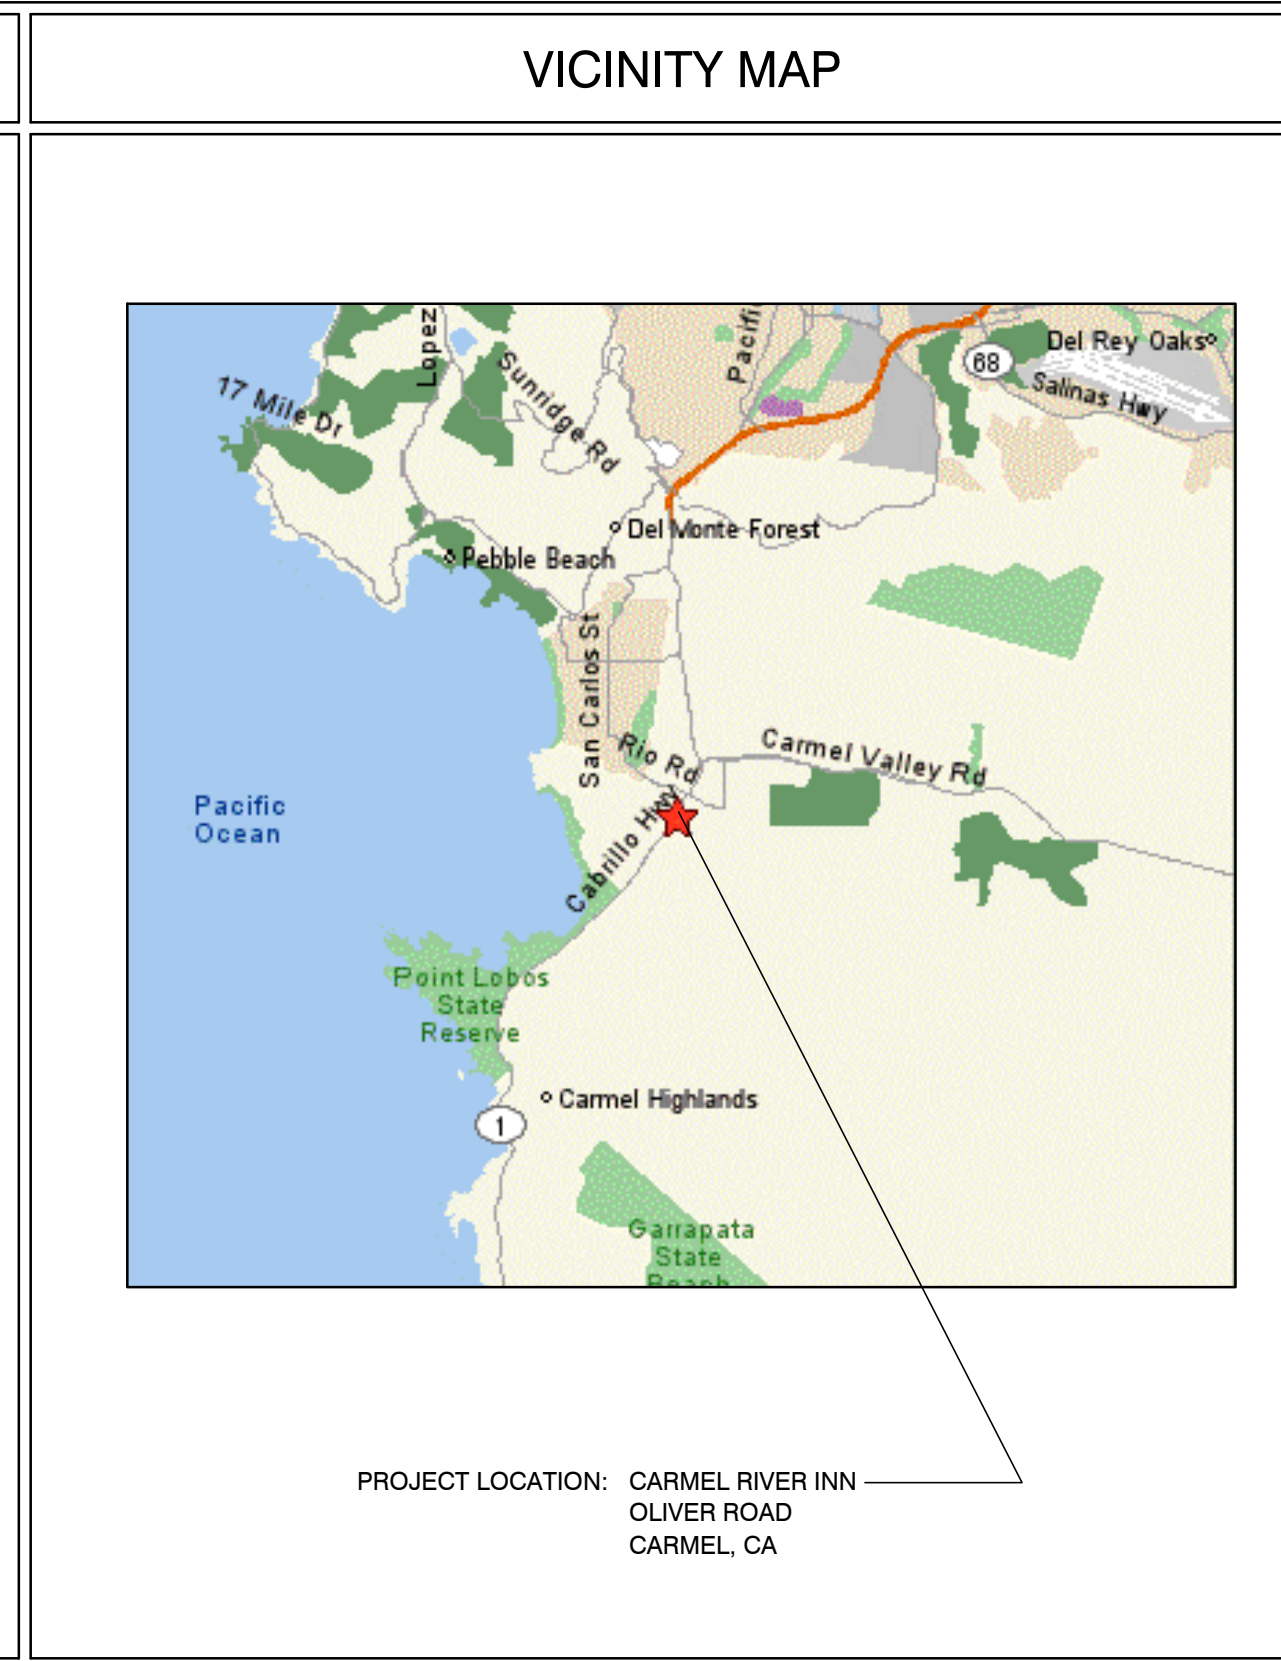 VICINITY MAP
Lopez
Pacifi
Del Rey Oaks
68
Salinas Hwy
Sunridge Rd
17 Mile Dr
Del Monte Forest
Pebble Beach
San Carlos St
Rio Rd
Carmel Valley Rd
Pacific
Ocean
Cabrillo Hwy
Point Lobos
State
Reserve
Carmel Highlands
1
Garrapata
State
Beach
PROJECT LOCATION: CARMEL RIVER INN
OLIVER ROAD
CARMEL, CA